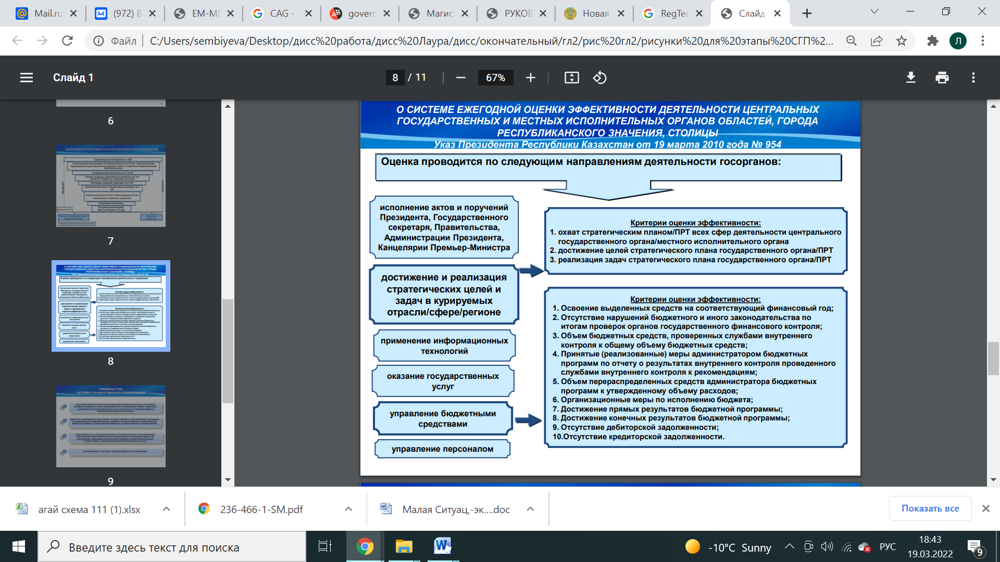 Mail.ru
(972) В
EM-ME
CAG -
govern
Магист
РУКОВ
Новая
RegTec
Слайд
Файл
C:/Users/sembiyeva/Desktop/дисс%20работа/дисс%20Лаура/дисс/окончательный/гл2/рис%20гл2/рисунки%20для%20этапы%20СГП%2...
Л
Слайд 1
8 / 11
67%
6
ДОКУМЕНТЫ СИСТЕМЫ ГОСУДАРСТВЕННОГО ПЛАНИРОВАНИЯ
7
8
ПРЕИМУЩЕСТВА
СИСТЕМЫ ГОСУДАРСТВЕННОГО ПЛАНИРОВАНИЯ
9
О СИСТЕМЕ ЕЖЕГОДНОЙ ОЦЕНКИ ЭФФЕКТИВНОСТИ ДЕЯТЕЛЬНОСТИ ЦЕНТРАЛЬНЫХ
ГОСУДАРСТВЕННЫХ И МЕСТНЫХ ИСПОЛНИТЕЛЬНЫХ ОРГАНОВ ОБЛАСТЕЙ, ГОРОДА
РЕСПУБЛИКАНСКОГО ЗНАЧЕНИЯ, СТОЛИЦЫ
Указ Президента Республики Казахстан от 19 марта 2010 года № 954
Оценка проводится по следующим направлениям деятельности госорганов:
исполнение актов и поручений
Президента, Государственного
секретаря, Правительства,
Администрации Президента,
Канцелярии Премьер-Министра
достижение и реализация
стратегических целей и
задач в курируемых
отрасли/сфере/регионе
применение информационных
технологий
оказание государственных
услуг
управление бюджетными
средствами
управление персоналом
Критерии оценки эффективности:
1. охват стратегическим планом/ПРТ всех сфер деятельности центрального
государственного органа/местного исполнительного органа
2. достижение целей стратегического плана государственного органа/ПРТ
3. реализация задач стратегического плана государственного органа/ПРТ
Критерии оценки эффективности:
1. Освоение выделенных средств на соответствующий финансовый год;
2. Отсутствие нарушений бюджетного и иного законодательства по
итогам проверок органов государственного финансового контроля;
3. Объем бюджетных средств, проверенных службами внутреннего
контроля к общему объему бюджетных средств;
4. Принятые (реализованные) меры администратором бюджетных
программ по отчету о результатах внутреннего контроля проведенного
службами внутреннего контроля к рекомендациям;
5. Объем перераспределенных средств администратора бюджетных
программ к утвержденному объему расходов;
6. Организационные меры по исполнению бюджета;
7. Достижение прямых результатов бюджетной программы;
8. Достижение конечных результатов бюджетной программы;
9. Отсутствие дебиторской задолженности;
10.Отсутствие кредиторской задолженности.
агай схема 111 (1).xlsx
236-466-1-SM.pdf
Малая Ситуац,-эк....doc
Показать все
Введите здесь текст для поиска
-10°C Sunny
РУС
18:43
19.03.2022
9